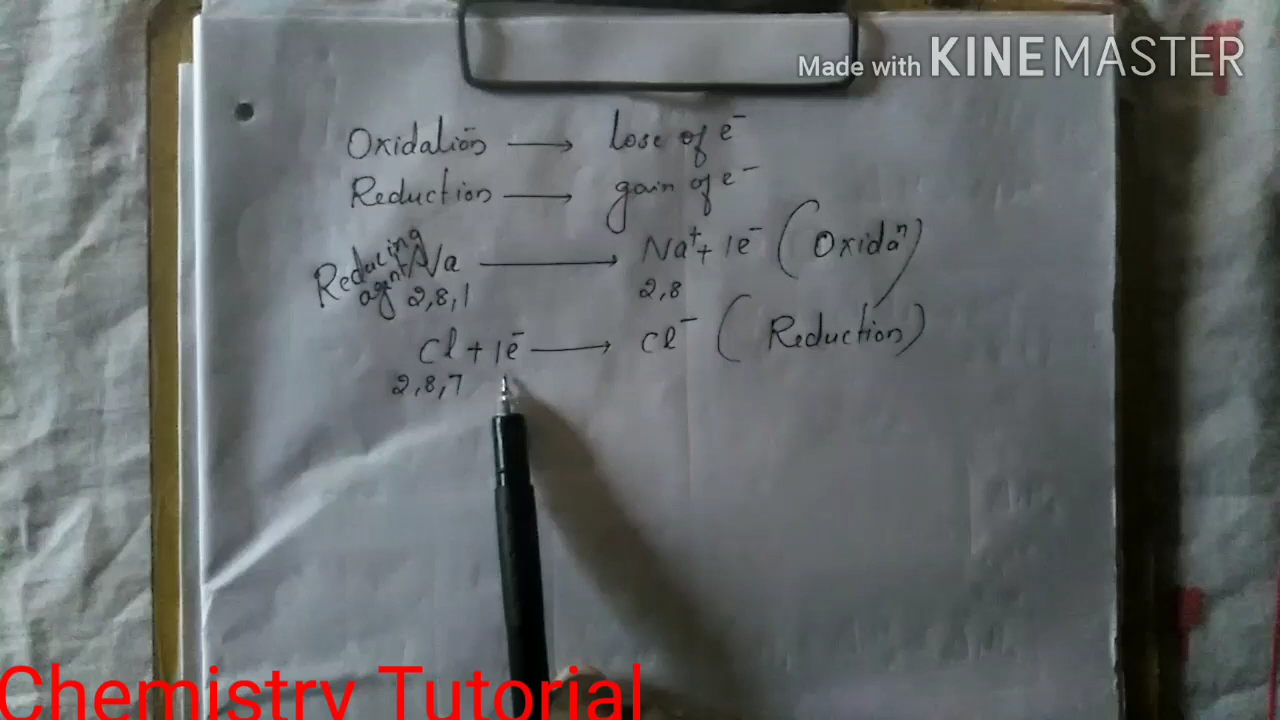 Made with KINEMASTER
Oxidation → lose of e⁻
Reduction → gain of e⁻
Reducing agent Na → Na⁺ + 1e⁻ (Oxidaⁿ)
2,8,1 2,8
Cl + 1e⁻ → Cl⁻ (Reduction)
2,8,7
Chemistry Tutorial